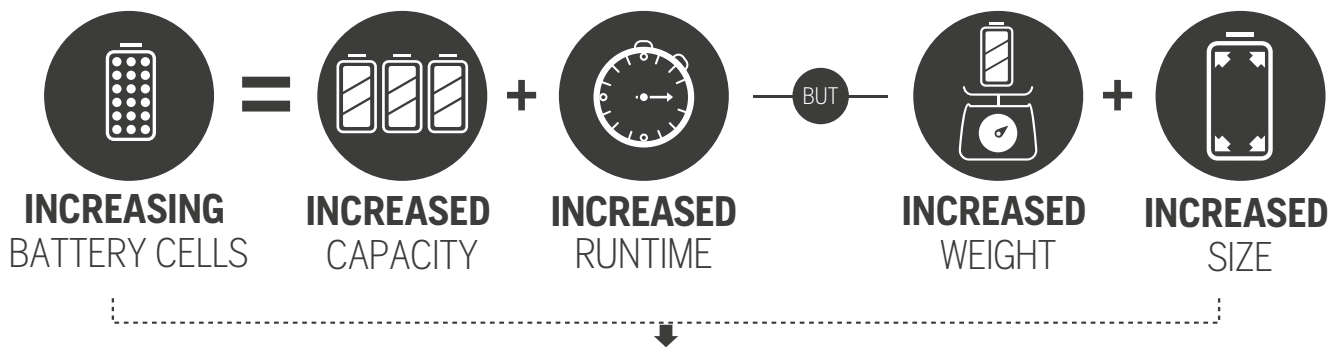 INCREASING
BATTERY CELLS
=
INCREASED
CAPACITY
+
INCREASED
RUNTIME
BUT
INCREASED
WEIGHT
+
INCREASED
SIZE